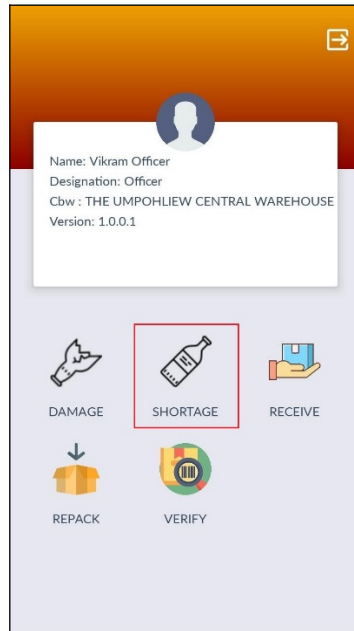 Name: Vikram Officer
Designation: Officer
Cbw : THE UMPOHLIEW CENTRAL WAREHOUSE
Version: 1.0.0.1
DAMAGE
SHORTAGE
RECEIVE
REPACK
VERIFY